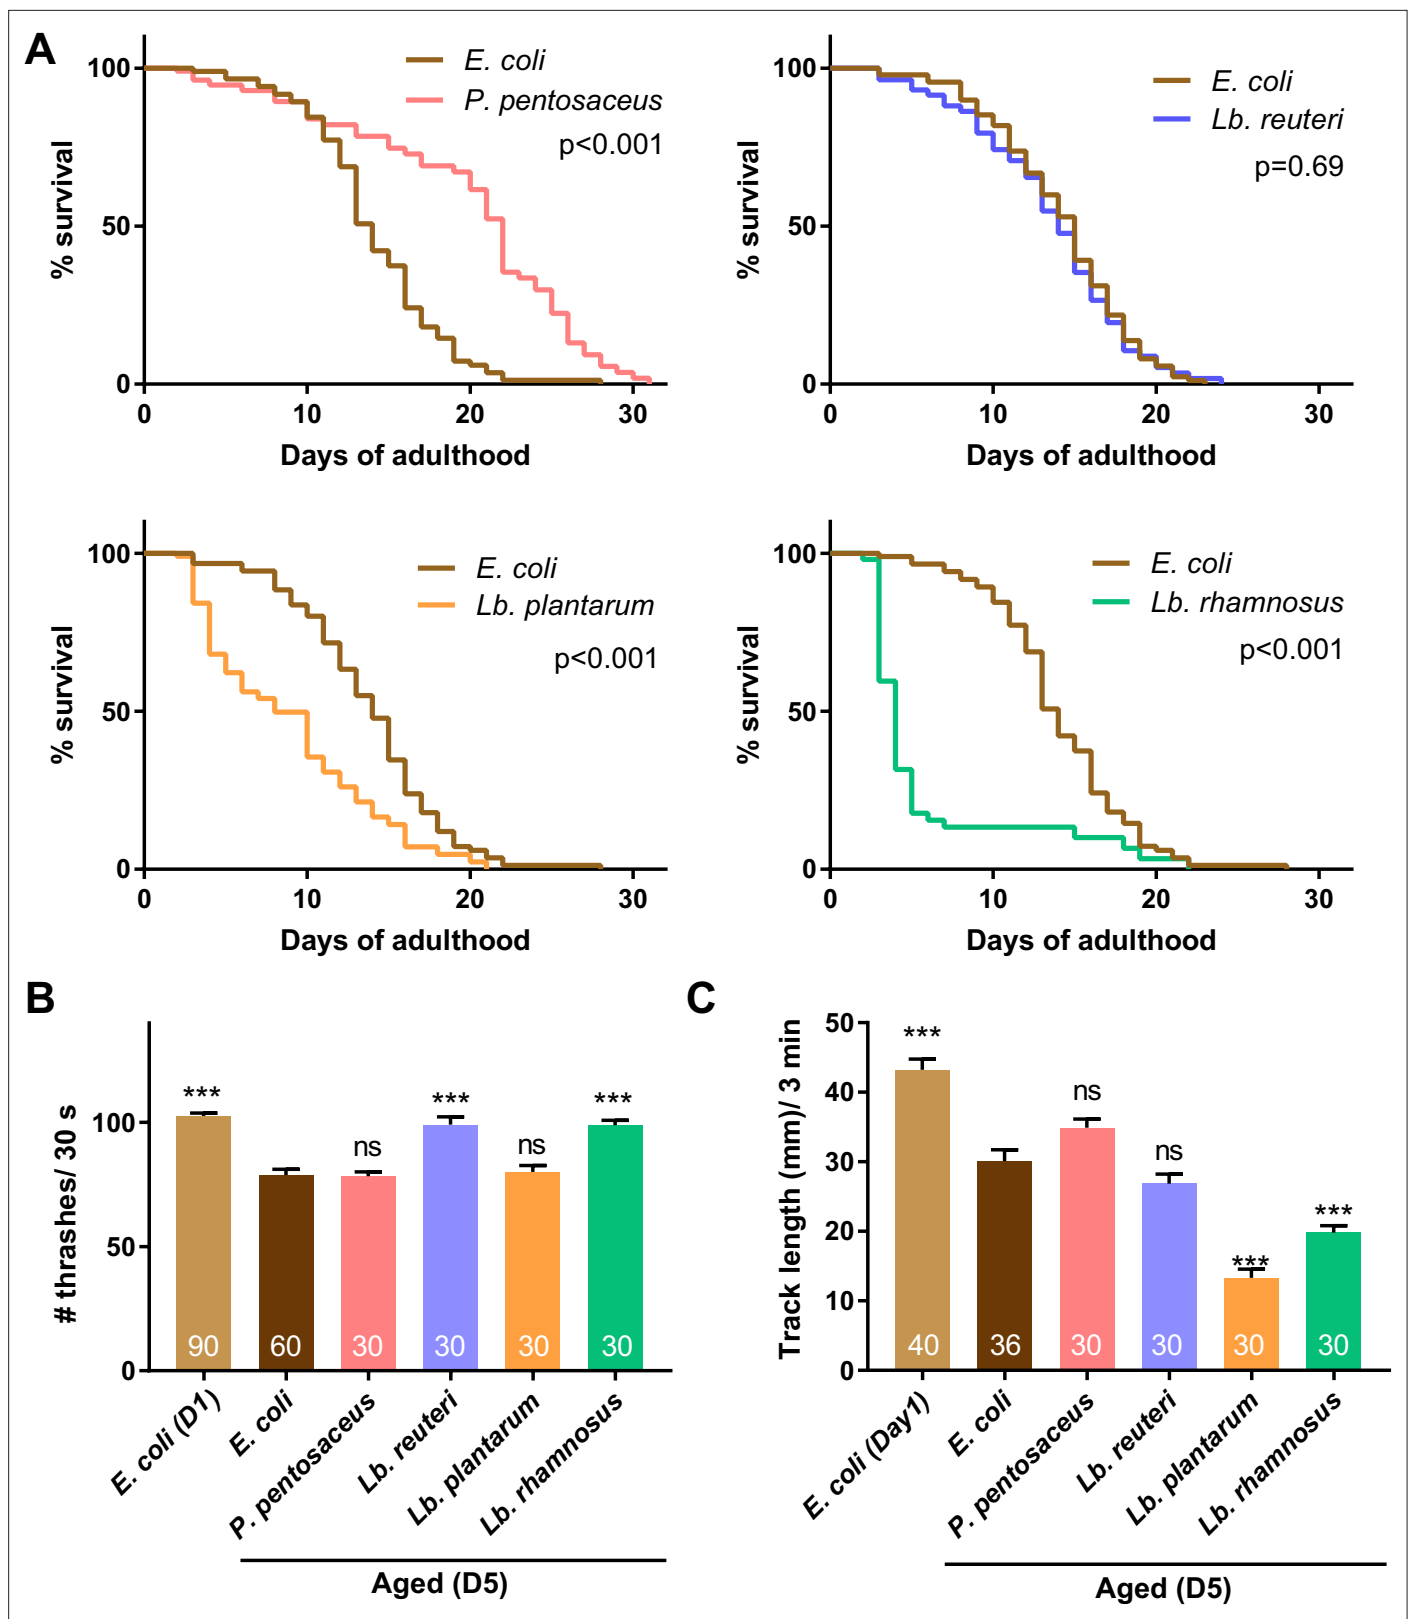 A
E. coli
P. pentosaceus
p<0.001
100
50
0
% survival
0 10 20 30
Days of adulthood
E. coli
Lb. reuteri
p=0.69
100
50
0
% survival
0 10 20 30
Days of adulthood
E. coli
Lb. plantarum
p<0.001
100
50
0
% survival
0 10 20 30
Days of adulthood
E. coli
Lb. rhamnosus
p<0.001
100
50
0
% survival
0 10 20 30
Days of adulthood
B
# thrashes/ 30 s
100
50
0
*** ns *** ns ***
90 60 30 30 30 30
E. coli (D1)
E. coli
P. pentosaceus
Lb. reuteri
Lb. plantarum
Lb. rhamnosus
Aged (D5)
C
Track length (mm)/ 3 min
50
40
30
20
10
0
*** ns ns *** ***
40 36 30 30 30 30
E. coli (Day1)
E. coli
P. pentosaceus
Lb. reuteri
Lb. plantarum
Lb. rhamnosus
Aged (D5)